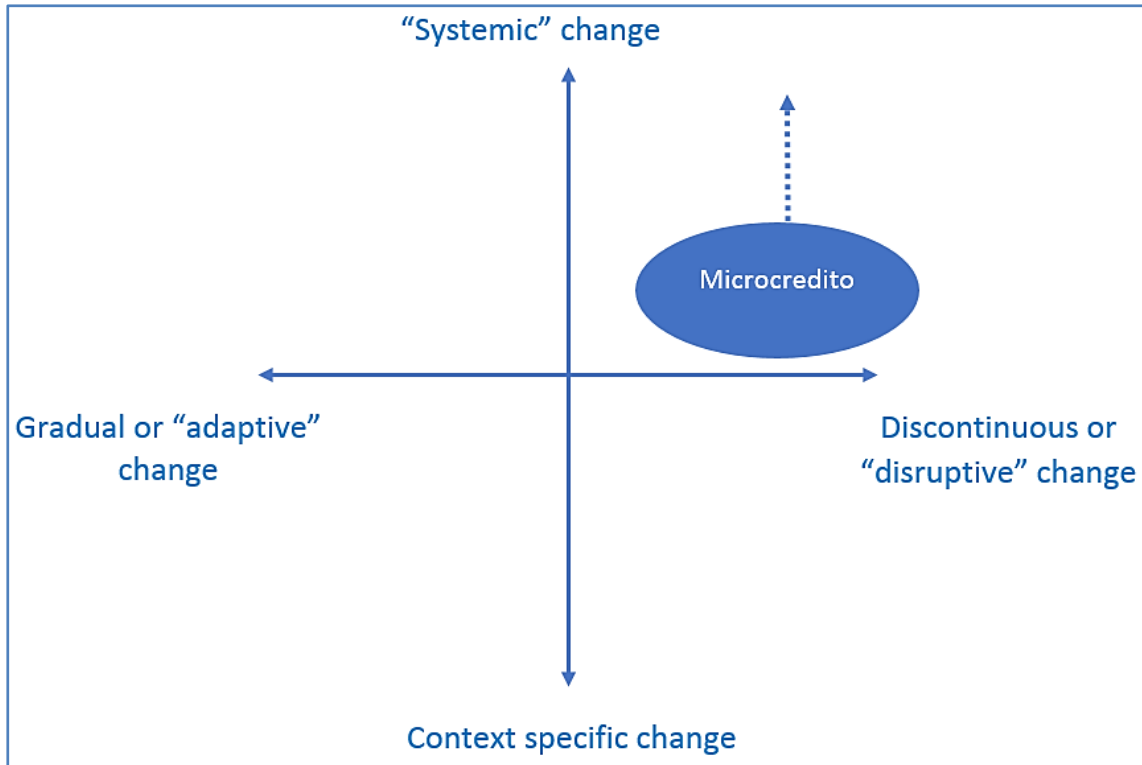 “Systemic” change
Microcredito
Gradual or “adaptive”
change
Discontinuous or
“disruptive” change
Context specific change